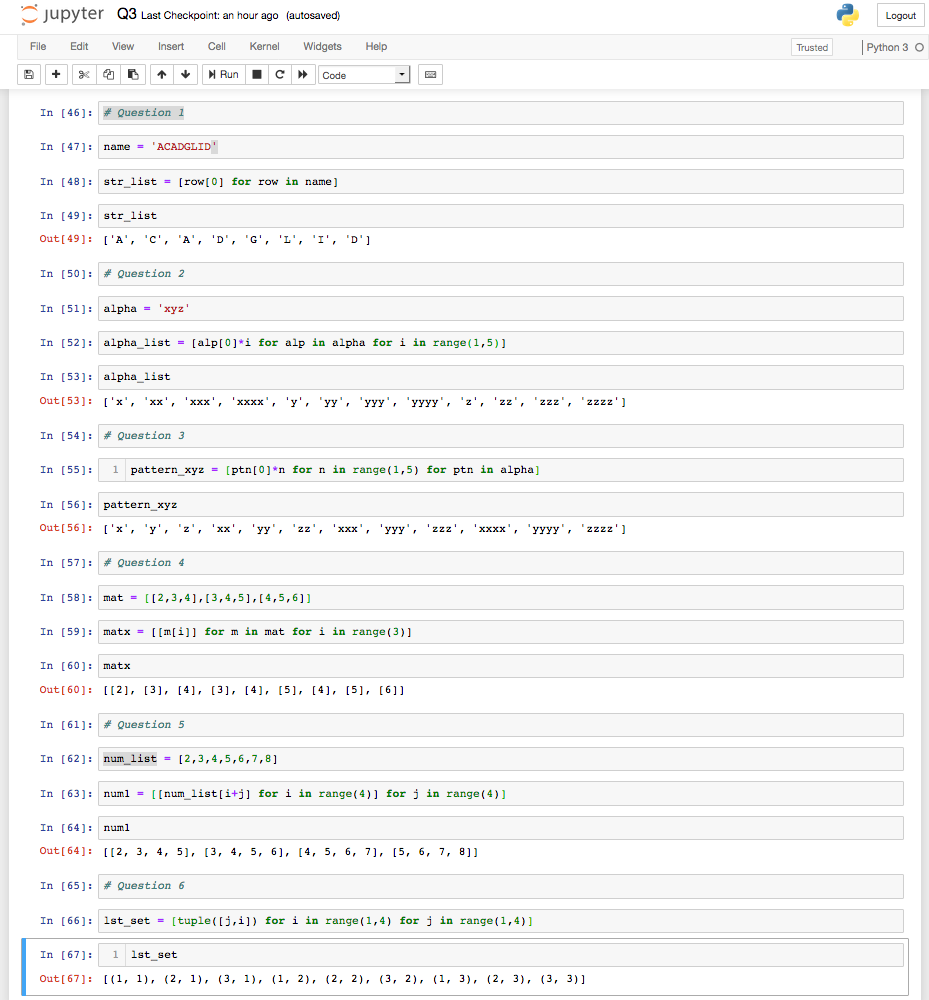 jupyter Q3 Last Checkpoint: an hour ago (autosaved) Logout
File Edit View Insert Cell Kernel Widgets Help Trusted Python 3
Run Code
In [46]: # Question 1
In [47]: name = 'ACADGLID'
In [48]: str_list = [row[0] for row in name]
In [49]: str_list
Out[49]: ['A', 'C', 'A', 'D', 'G', 'L', 'I', 'D']
In [50]: # Question 2
In [51]: alpha = 'xyz'
In [52]: alpha_list = [alp[0]*i for alp in alpha for i in range(1,5)]
In [53]: alpha_list
Out[53]: ['x', 'xx', 'xxx', 'xxxx', 'y', 'yy', 'yyy', 'yyyy', 'z', 'zz', 'zzz', 'zzzz']
In [54]: # Question 3
In [55]: 1 pattern_xyz = [ptn[0]*n for n in range(1,5) for ptn in alpha]
In [56]: pattern_xyz
Out[56]: ['x', 'y', 'z', 'xx', 'yy', 'zz', 'xxx', 'yyy', 'zzz', 'xxxx', 'yyyy', 'zzzz']
In [57]: # Question 4
In [58]: mat = [[2,3,4],[3,4,5],[4,5,6]]
In [59]: matx = [[m[i]] for m in mat for i in range(3)]
In [60]: matx
Out[60]: [[2], [3], [4], [3], [4], [5], [4], [5], [6]]
In [61]: # Question 5
In [62]: num_list = [2,3,4,5,6,7,8]
In [63]: num1 = [[num_list[i+j] for i in range(4)] for j in range(4)]
In [64]: num1
Out[64]: [[2, 3, 4, 5], [3, 4, 5, 6], [4, 5, 6, 7], [5, 6, 7, 8]]
In [65]: # Question 6
In [66]: lst_set = [tuple([j,i]) for i in range(1,4) for j in range(1,4)]
In [67]: 1 lst_set
Out[67]: [(1, 1), (2, 1), (3, 1), (1, 2), (2, 2), (3, 2), (1, 3), (2, 3), (3, 3)]